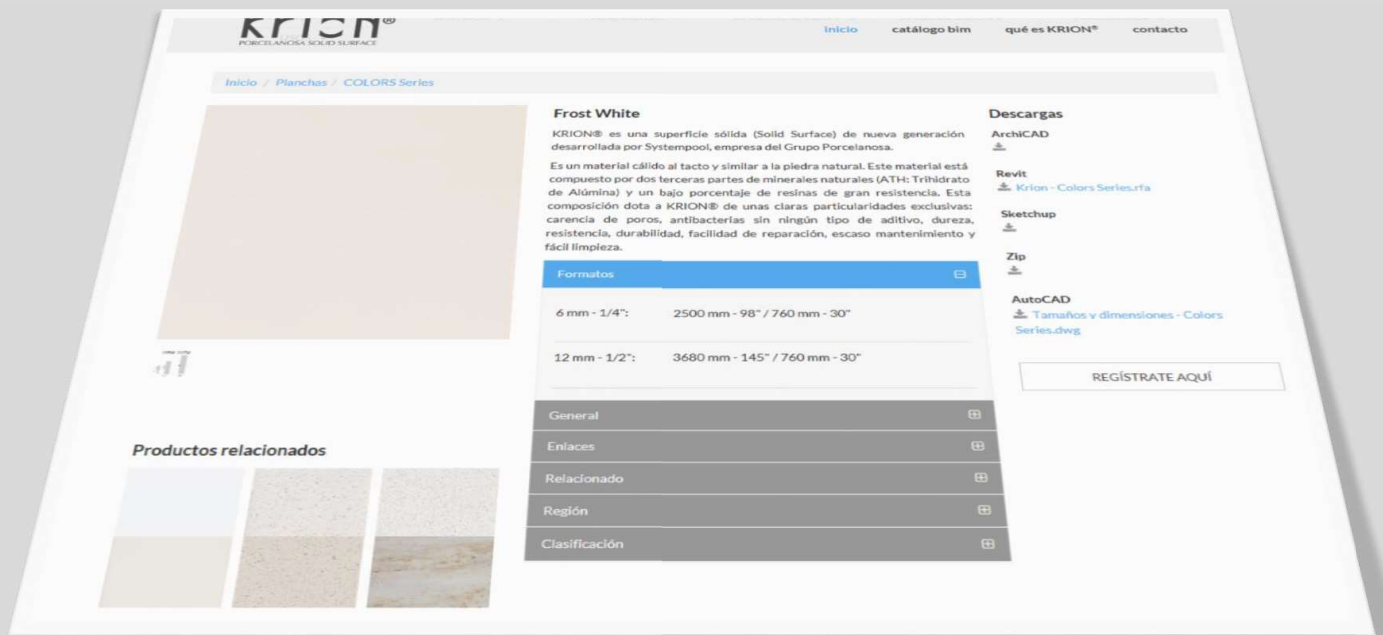 KRION®
PORCELANOSA SOLID SURFACE
Inicio
catálogo bim
qué es KRION®
contacto
Inicio / Planchas / COLORS Series
Frost White
KRION® es una superficie sólida (Solid Surface) de nueva generación
desarrollada por Systempool, empresa del Grupo Porcelanosa.
Es un material cálido al tacto y similar a la piedra natural. Este material está
compuesto por dos terceras partes de minerales naturales (ATH: Trihidrato
de Alúmina) y un bajo porcentaje de resinas de gran resistencia. Esta
composición dota a KRION® de unas claras particularidades exclusivas:
carencia de poros, antibacterias sin ningún tipo de aditivo, dureza,
resistencia, durabilidad, facilidad de reparación, escaso mantenimiento y
fácil limpieza.
Formatos
6 mm - 1/4":	2500 mm - 98" / 760 mm - 30"
12 mm - 1/2":	3680 mm - 145" / 760 mm - 30"
General
Enlaces
Relacionado
Región
Clasificación
Descargas
ArchiCAD
Revit
Krion - Colors Series.rfa
Sketchup
Zip
AutoCAD
Tamaños y dimensiones - Colors
Series.dwg
REGÍSTRATE AQUÍ
Productos relacionados